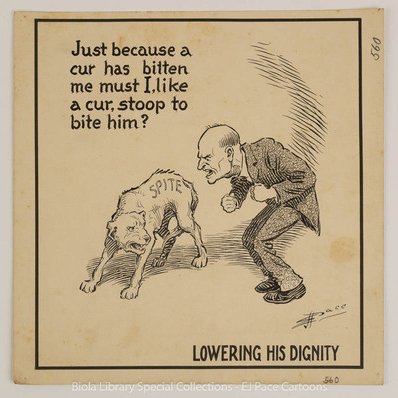 560
Just because a
cur has bitten
me must I, like
a cur, stoop to
bite him?
SPITE
EJPace
LOWERING HIS DIGNITY
560
Biola Library Special Collections - EJ Pace Cartoons